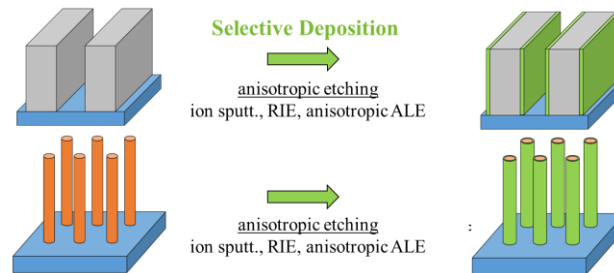 Selective Deposition
anisotropic etching
ion sputt., RIE, anisotropic ALE
anisotropic etching
ion sputt., RIE, anisotropic ALE
: